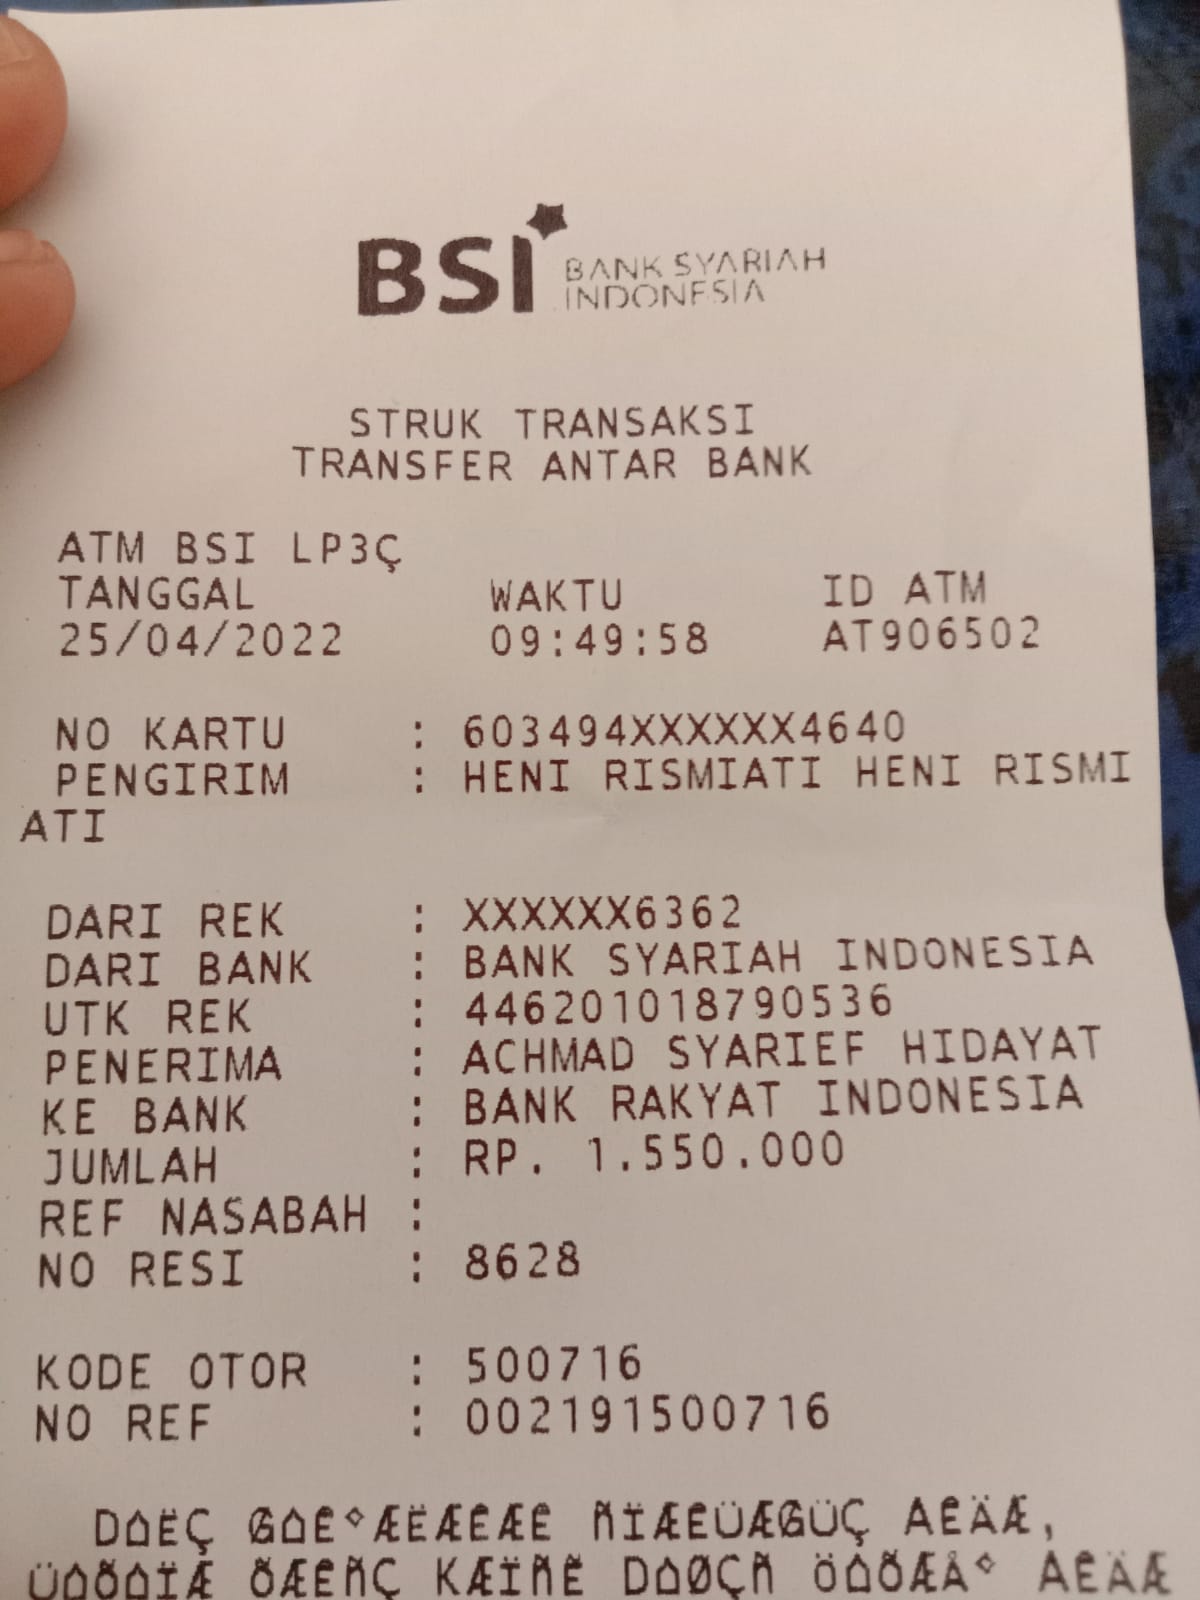 BSI BANK SYARIAH
INDONESIA
STRUK TRANSAKSI
TRANSFER ANTAR BANK
ATM BSI LP3Ç
TANGGAL WAKTU ID ATM
25/04/2022 09:49:58 AT906502
NO KARTU : 603494XXXXXX4640
PENGIRIM : HENI RISMIATI HENI RISMI
ATI
DARI REK : XXXXXX6362
DARI BANK : BANK SYARIAH INDONESIA
UTK REK : 446201018790536
PENERIMA : ACHMAD SYARIEF HIDAYAT
KE BANK : BANK RAKYAT INDONESIA
JUMLAH : RP. 1.550.000
REF NASABAH :
NO RESI : 8628
KODE OTOR : 500716
NO REF : 002191500716